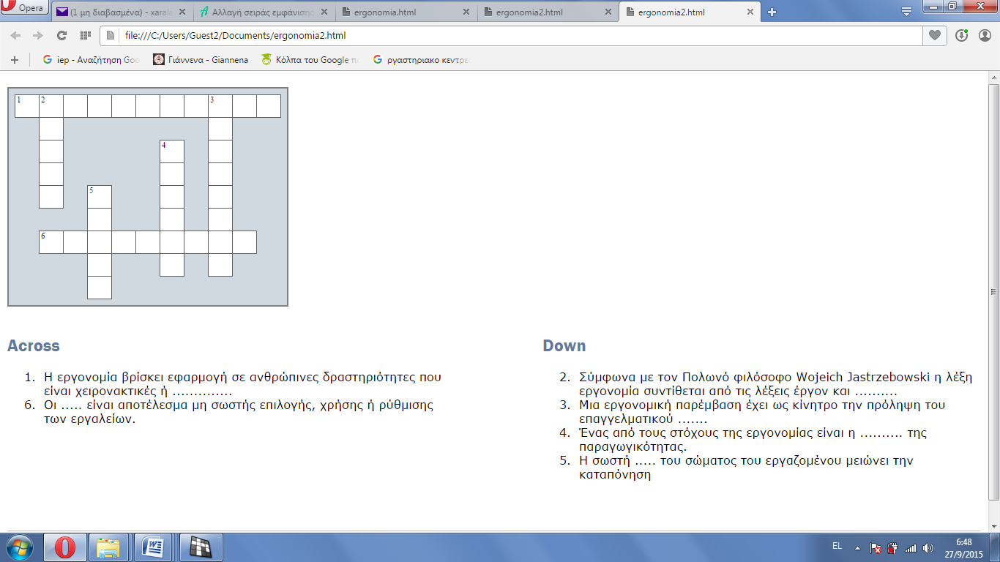 Opera
(1 μη διαβασμένα) - xarala
Αλλαγή σειράς εμφάνισης
ergonomia.html
ergonomia2.html
ergonomia2.html
file:///C:/Users/Guest2/Documents/ergonomia2.html
iep - Αναζήτηση Goo
Γιάννενα - Giannena
Κόλπα του Google π
ργαστηριακο κεντρ
1 2 3
4
5
6
Across
1. Η εργονομία βρίσκει εφαρμογή σε ανθρώπινες δραστηριότητες που
είναι χειρονακτικές ή ..............
6. Οι ..... είναι αποτέλεσμα μη σωστής επιλογής, χρήσης ή ρύθμισης
των εργαλείων.
Down
2. Σύμφωνα με τον Πολωνό φιλόσοφο Wojeich Jastrzebowski η λέξη
εργονομία συντίθεται από τις λέξεις έργον και ..........
3. Μια εργονομική παρέμβαση έχει ως κίνητρο την πρόληψη του
επαγγελματικού .......
4. Ένας από τους στόχους της εργονομίας είναι η .......... της
παραγωγικότητας.
5. Η σωστή ..... του σώματος του εργαζομένου μειώνει την
καταπόνηση
EL
6:48
27/9/2015